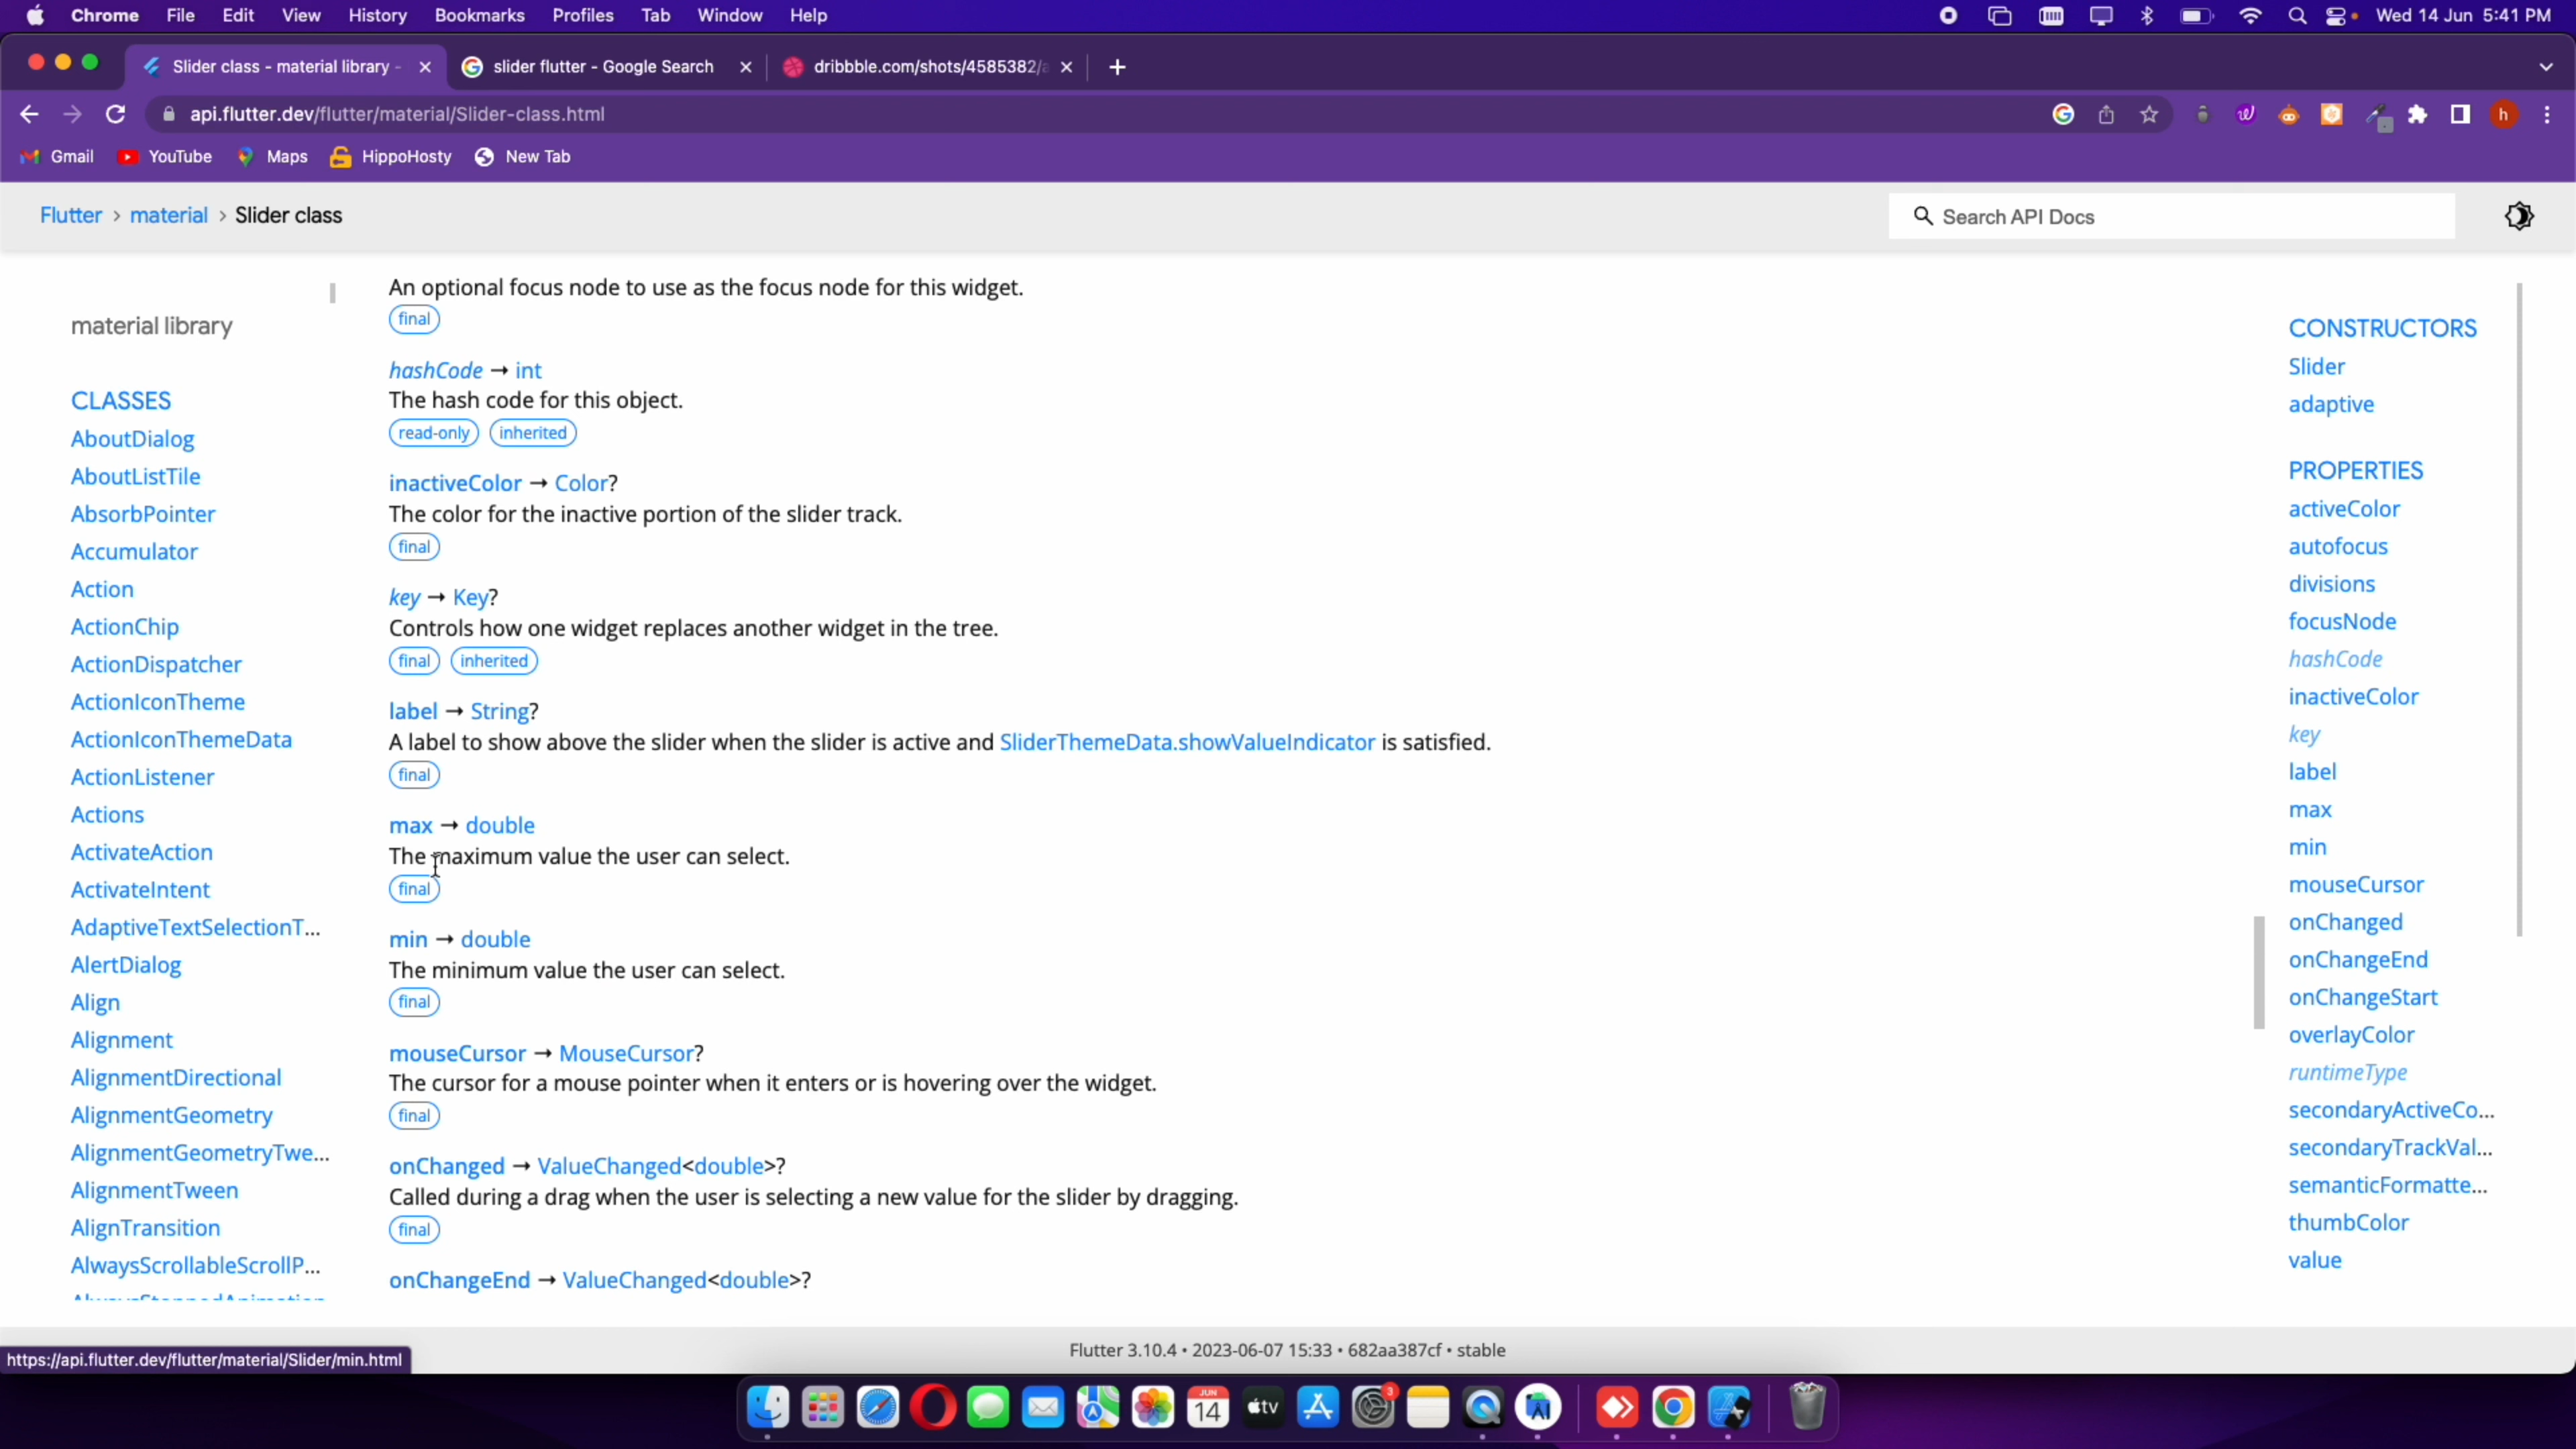 Chrome File Edit View History Bookmarks Profiles Tab Window Help
Wed 14 Jun 5:41 PM
Slider class - material library -
slider flutter - Google Search
dribbble.com/shots/4585382/a
api.flutter.dev/flutter/material/Slider-class.html
h
Gmail YouTube Maps HippoHosty New Tab
Flutter > material > Slider class
Search API Docs
material library
CLASSES
AboutDialog
AboutListTile
AbsorbPointer
Accumulator
Action
ActionChip
ActionDispatcher
ActionIconTheme
ActionIconThemeData
ActionListener
Actions
ActivateAction
ActivateIntent
AdaptiveTextSelectionT...
AlertDialog
Align
Alignment
AlignmentDirectional
AlignmentGeometry
AlignmentGeometryTwe...
AlignmentTween
AlignTransition
AlwaysScrollableScrollP...
An optional focus node to use as the focus node for this widget.
final
hashCode → int
The hash code for this object.
read-only inherited
inactiveColor → Color?
The color for the inactive portion of the slider track.
final
key → Key?
Controls how one widget replaces another widget in the tree.
final inherited
label → String?
A label to show above the slider when the slider is active and SliderThemeData.showValueIndicator is satisfied.
final
max → double
The maximum value the user can select.
final
min → double
The minimum value the user can select.
final
mouseCursor → MouseCursor?
The cursor for a mouse pointer when it enters or is hovering over the widget.
final
onChanged → ValueChanged<double>?
Called during a drag when the user is selecting a new value for the slider by dragging.
final
onChangeEnd → ValueChanged<double>?
CONSTRUCTORS
Slider
adaptive
PROPERTIES
activeColor
autofocus
divisions
focusNode
hashCode
inactiveColor
key
label
max
min
mouseCursor
onChanged
onChangeEnd
onChangeStart
overlayColor
runtimeType
secondaryActiveCo...
secondaryTrackVal...
semanticFormatte...
thumbColor
value
Flutter 3.10.4 • 2023-06-07 15:33 • 682aa387cf • stable
https://api.flutter.dev/flutter/material/Slider/min.html
JUN
14
tv
3